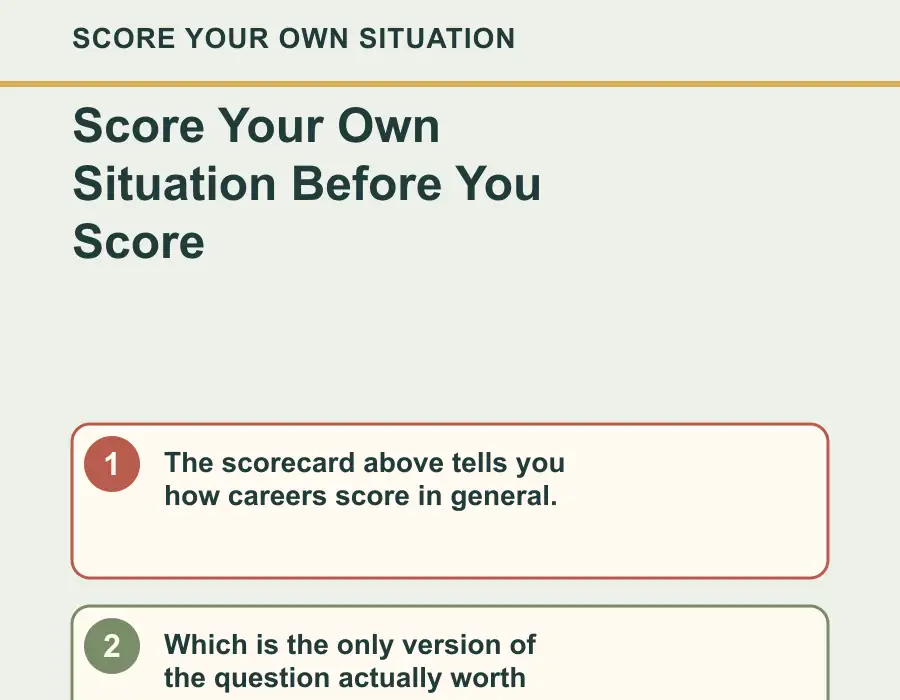 SCORE YOUR OWN SITUATION
Score Your Own
Situation Before You
Score
1
The scorecard above tells you
how careers score in general.
2
Which is the only version of
the question actually worth